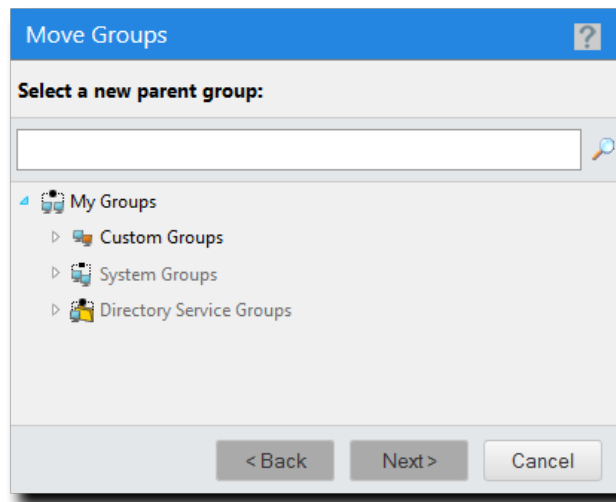 Move Groups ?
Select a new parent group:
My Groups
Custom Groups
System Groups
Directory Service Groups
< Back Next > Cancel